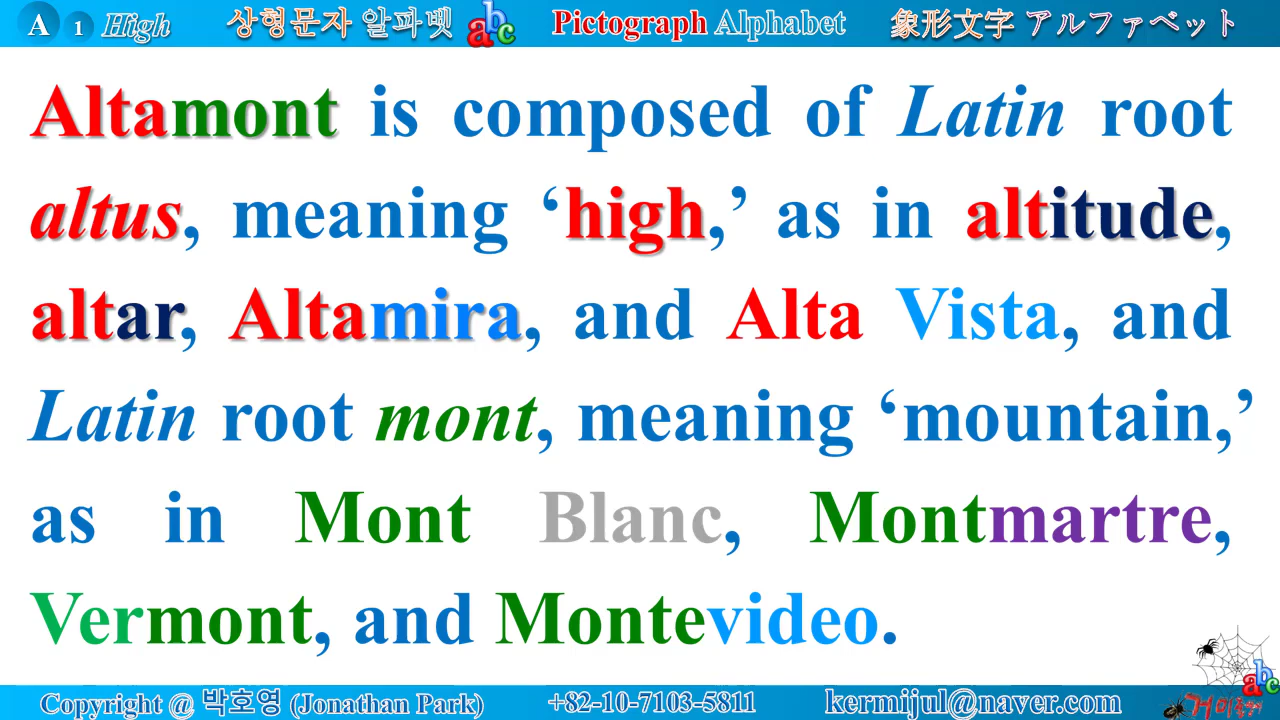 A 1 High 상형문자 알파벳 abc Pictograph Alphabet 象形文字 アルファベット
Altamont is composed of Latin root
altus, meaning ‘high,’ as in altitude,
altar, Altamira, and Alta Vista, and
Latin root mont, meaning ‘mountain,’
as in Mont Blanc, Montmartre,
Vermont, and Montevideo.
abc
Copyright @ 박호영 (Jonathan Park) +82-10-7103-5811 kermijul@naver.com